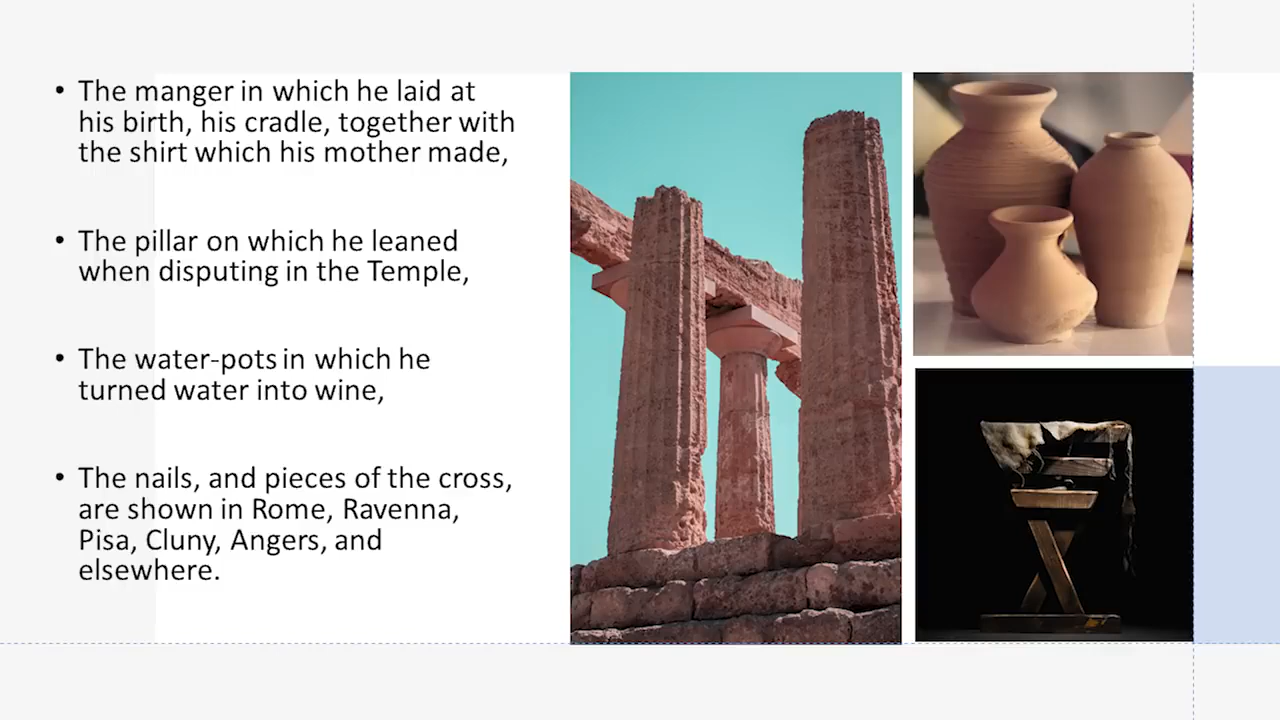 • The manger in which he laid at
his birth, his cradle, together with
the shirt which his mother made,
• The pillar on which he leaned
when disputing in the Temple,
• The water-pots in which he
turned water into wine,
• The nails, and pieces of the cross,
are shown in Rome, Ravenna,
Pisa, Cluny, Angers, and
elsewhere.